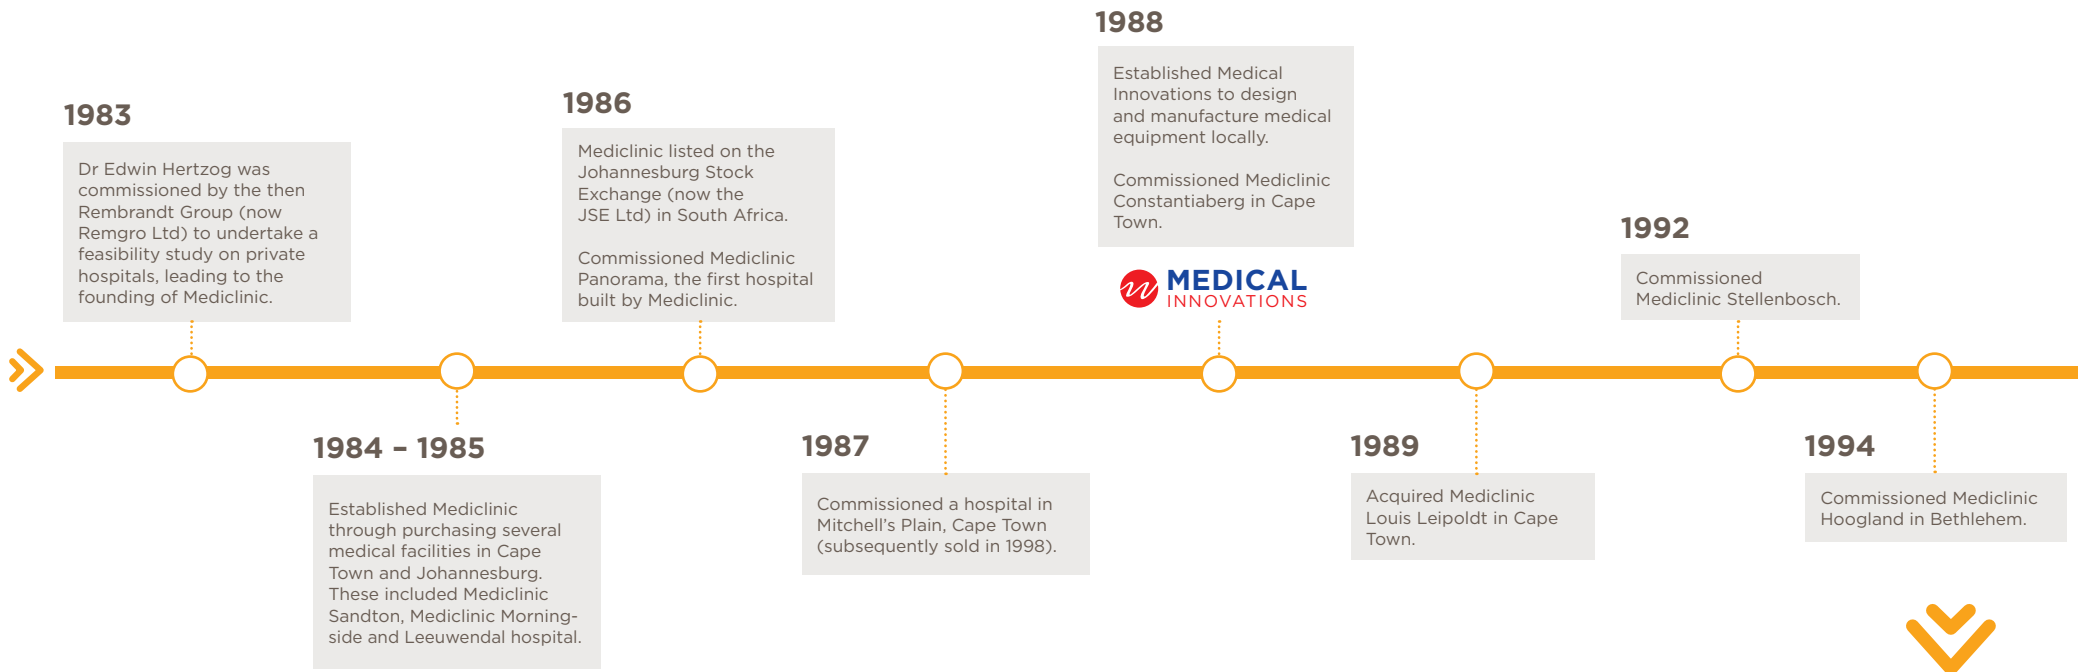 1983
Dr Edwin Hertzog was
commissioned by the then
Rembrandt Group (now
Remgro Ltd) to undertake a
feasibility study on private
hospitals, leading to the
founding of Mediclinic.
1984 – 1985
Established Mediclinic
through purchasing several
medical facilities in Cape
Town and Johannesburg.
These included Mediclinic
Sandton, Mediclinic Morning-
side and Leeuwendal hospital.
1986
Mediclinic listed on the
Johannesburg Stock
Exchange (now the
JSE Ltd) in South Africa.
Commissioned Mediclinic
Panorama, the first hospital
built by Mediclinic.
1987
Commissioned a hospital in
Mitchell's Plain, Cape Town
(subsequently sold in 1998).
1988
Established Medical
Innovations to design
and manufacture medical
equipment locally.
Commissioned Mediclinic
Constantiaberg in Cape
Town.
MEDICAL
INNOVATIONS
1989
Acquired Mediclinic
Louis Leipoldt in Cape
Town.
1992
Commissioned
Mediclinic Stellenbosch.
1994
Commissioned Mediclinic
Hoogland in Bethlehem.